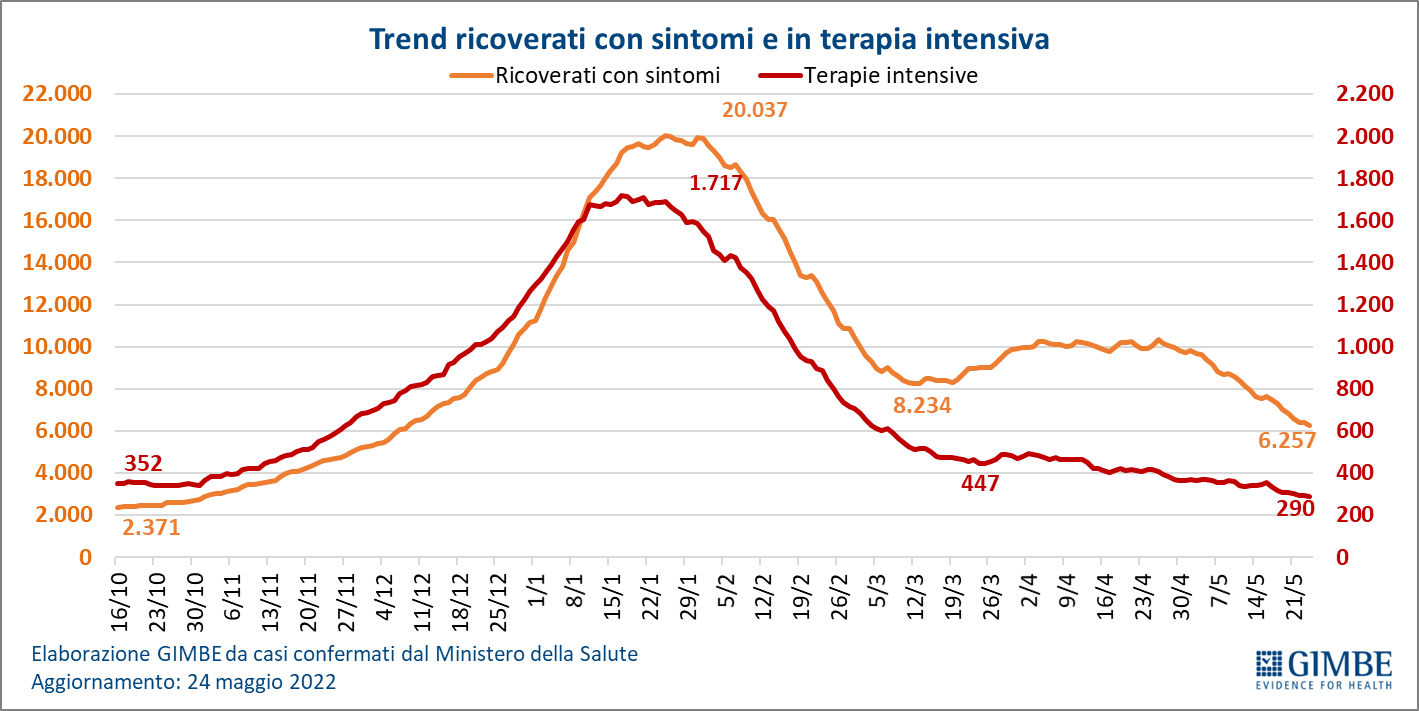 Trend ricoverati con sintomi e in terapia intensiva
Ricoverati con sintomi Terapie intensive
22.000 2.200
20.037
20.000 2.000
18.000 1.717 1.800
16.000 1.600
14.000 1.400
12.000 1.200
10.000 1.000
8.000 800
8.234
6.000 6.257 600
352
4.000 447 400
2.000 2.371 290 200
0 0
16/10 23/10 30/10 6/11 13/11 20/11 27/11 4/12 11/12 18/12 25/12 1/1 8/1 15/1 22/1 29/1 5/2 12/2 19/2 26/2 5/3 12/3 19/3 26/3 2/4 9/4 16/4 23/4 30/4 7/5 14/5 21/5
Elaborazione GIMBE da casi confermati dal Ministero della Salute
Aggiornamento: 24 maggio 2022
GIMBE
EVIDENCE FOR HEALTH